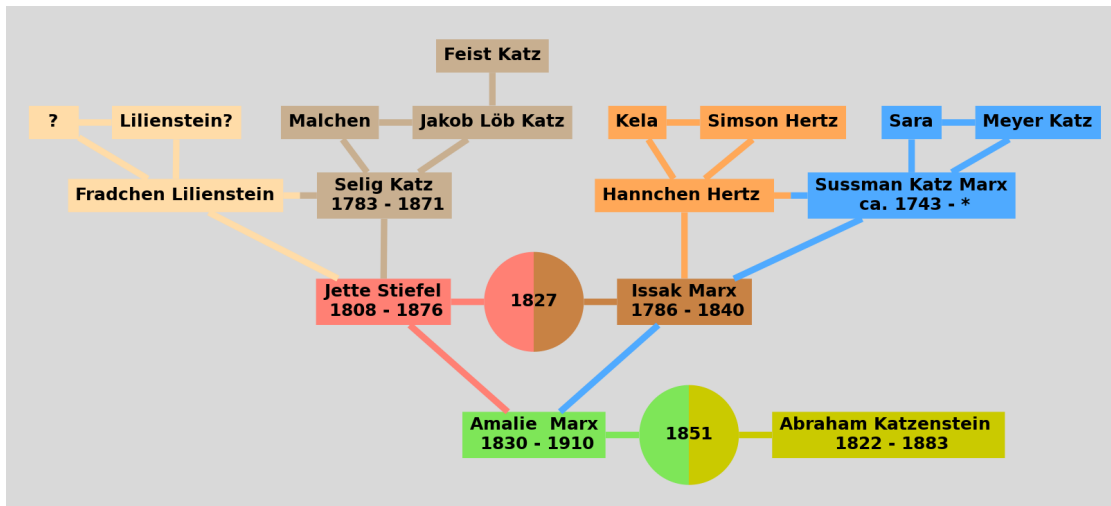 Feist Katz
?
Lilienstein?
Malchen
Jakob Löb Katz
Kela
Simson Hertz
Sara
Meyer Katz
Fradchen Lilienstein
Selig Katz
1783 - 1871
Hannchen Hertz
Sussman Katz Marx
ca. 1743 - *
Jette Stiefel
1808 - 1876
1827
Issak Marx
1786 - 1840
Amalie  Marx
1830 - 1910
1851
Abraham Katzenstein
1822 - 1883